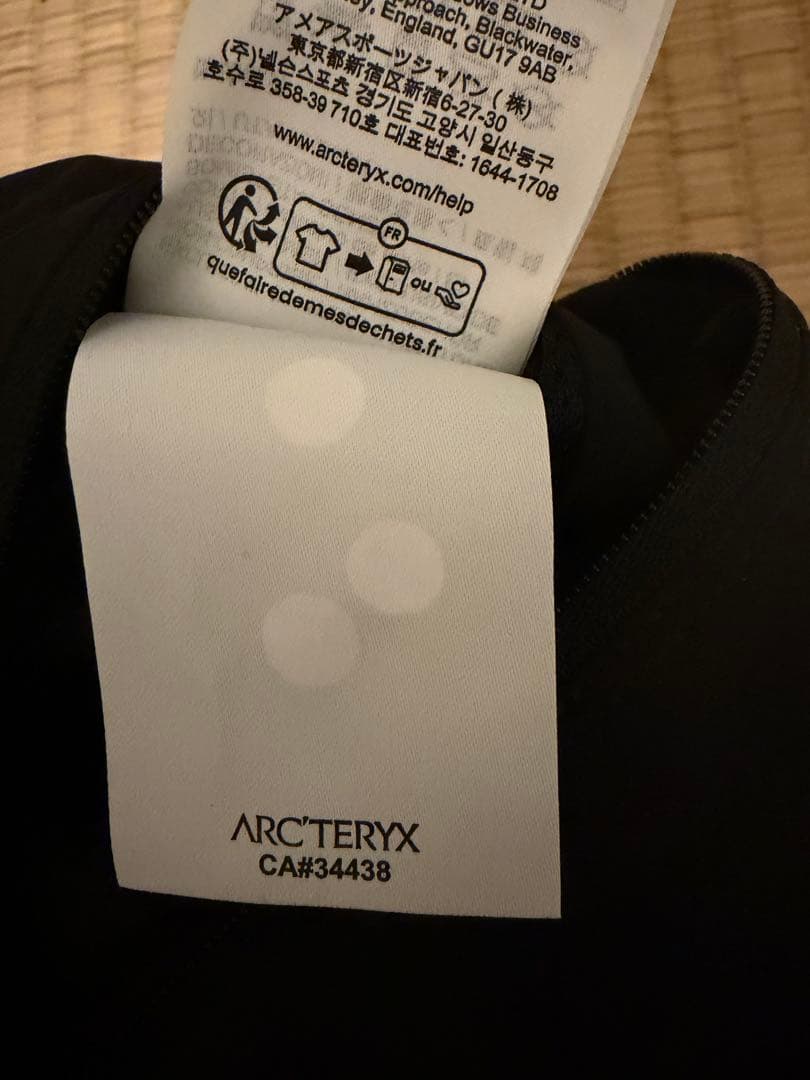 ows Business
pproach, Blackwater,
ey, England, GU17 9AB
アメアスポーツジャパン ( 株)
東京都新宿区新宿6-27-30
(주)넬슨스포츠 경기도 고양시 일산동구
호수로 358-39 710호 대표번호: 1644-1708
www.arcteryx.com/help
FR
ou
quefairedemesdechets.fr
ARC'TERYX
CA#34438